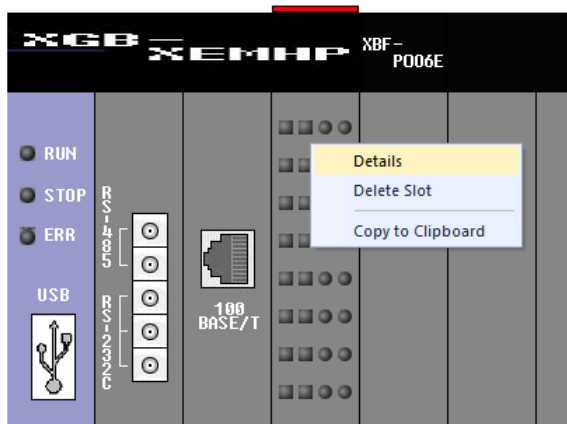 XGB-
XEMHP
XBF-
PO06E
RUN
STOP
ERR
USB
RS-485
RS-232C
100
BASE/T
Details
Delete Slot
Copy to Clipboard